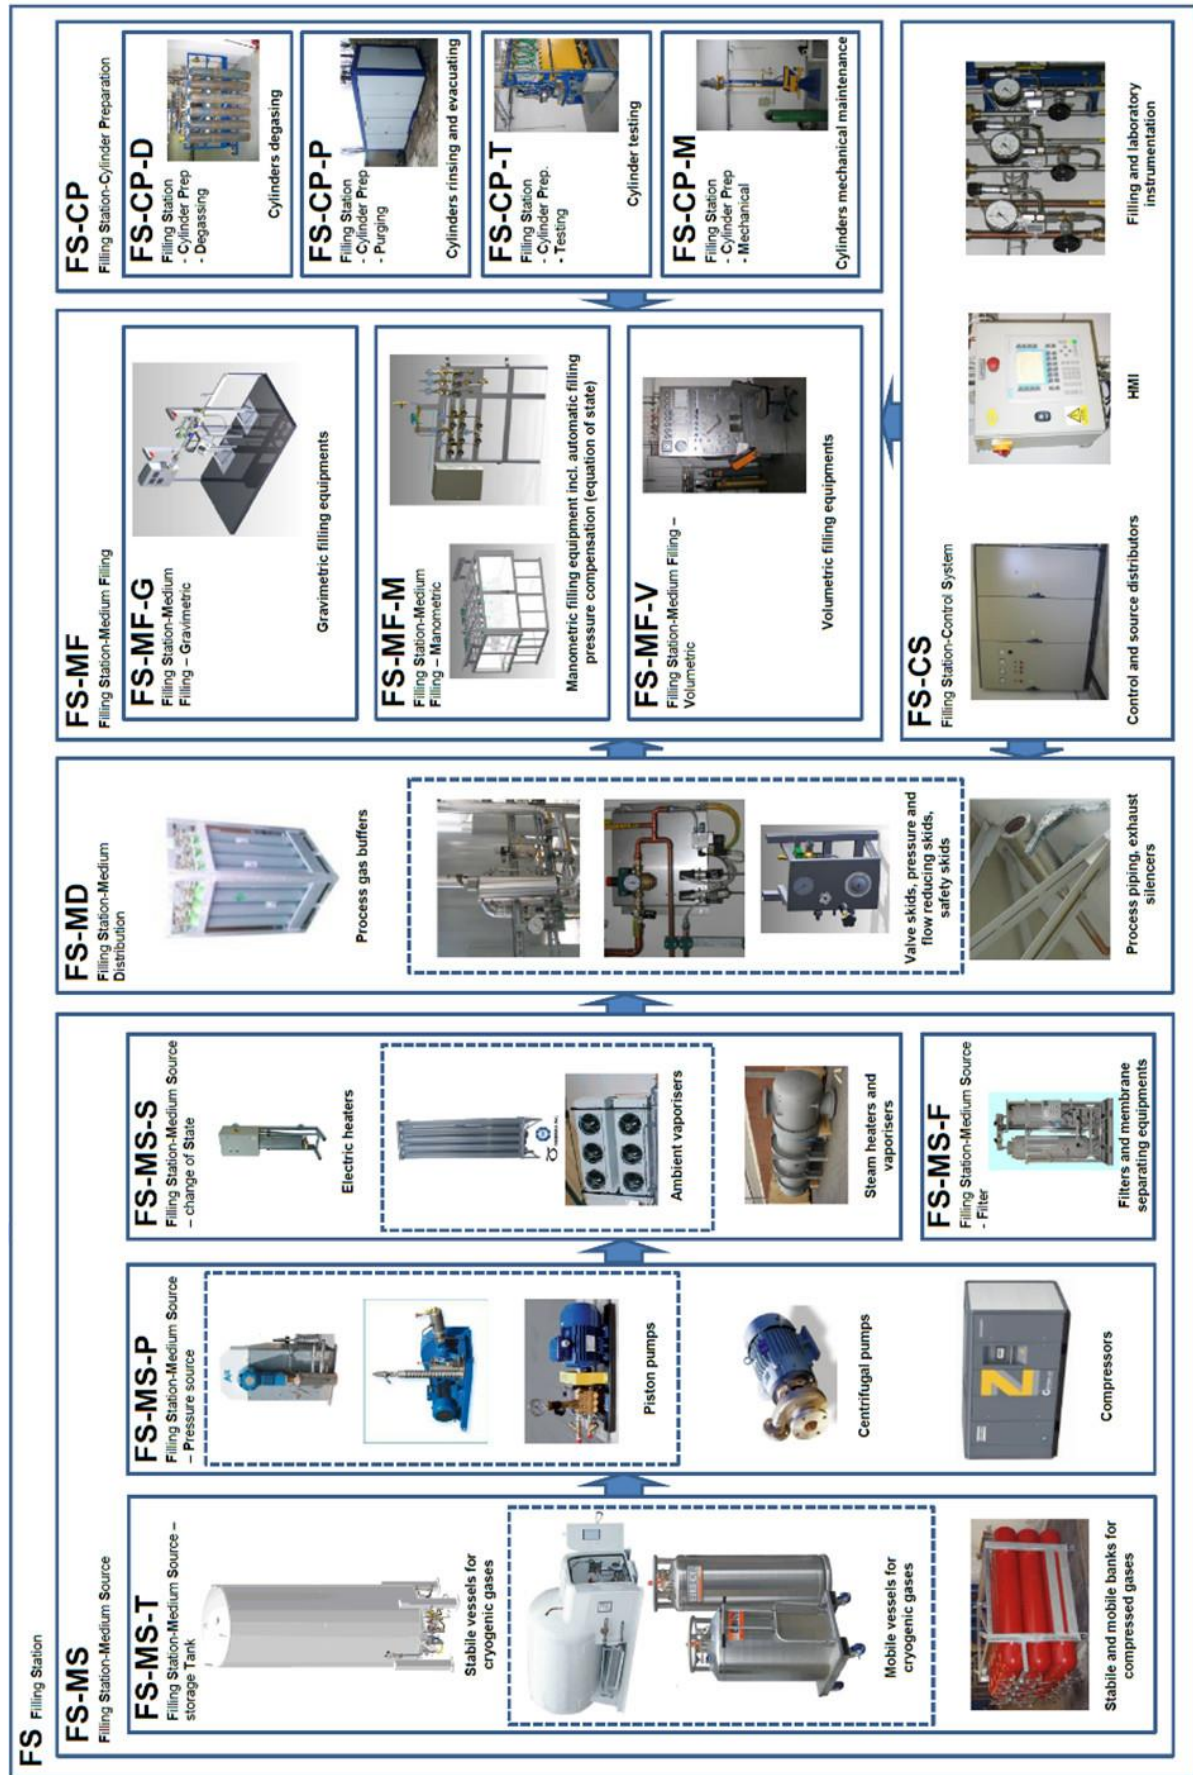 FS Filling Station
FS-MS
Filling Station-Medium Source
FS-MS-T
Filling Station-Medium Source –
storage Tank
Stabile vessels for
cryogenic gases
Mobile vessels for
cryogenic gases
Stabile and mobile banks for
compressed gases
FS-MS-P
Filling Station-Medium Source
– Pressure source
Piston pumps
Centrifugal pumps
Z
Compressors
FS-MS-S
Filling Station-Medium Source
– change of State
Electric heaters
Ambient vaporisers
Steam heaters and
vaporisers
FS-MS-F
Filling Station-Medium Source
- Filter
Filters and membrane
separating equipments
FS-MD
Filling Station-Medium
Distribution
Process gas buffers
Valve skids, pressure and
flow reducing skids,
safety skids
Process piping, exhaust
silencers
FS-MF
Filling Station-Medium Filling
FS-MF-G
Filling Station-Medium
Filling – Gravimetric
Gravimetric filling equipments
FS-MF-M
Filling Station-Medium
Filling – Manometric
Manometric filling equipment incl. automatic filling
pressure compensation (equation of state)
FS-MF-V
Filling Station-Medium Filling –
Volumetric
Volumetric filling equipments
FS-CS
Filling Station-Control System
Control and source distributors
HMI
Filling and laboratory
instrumentation
FS-CP
Filling Station-Cylinder Preparation
FS-CP-D
Filling Station
- Cylinder Prep
- Degassing
Cylinders degasing
FS-CP-P
Filling Station
- Cylinder Prep
- Purging
Cylinders rinsing and evacuating
FS-CP-T
Filling Station
- Cylinder Prep.
- Testing
Cylinder testing
FS-CP-M
Filling Station
- Cylinder Prep
- Mechanical
Cylinders mechanical maintenance